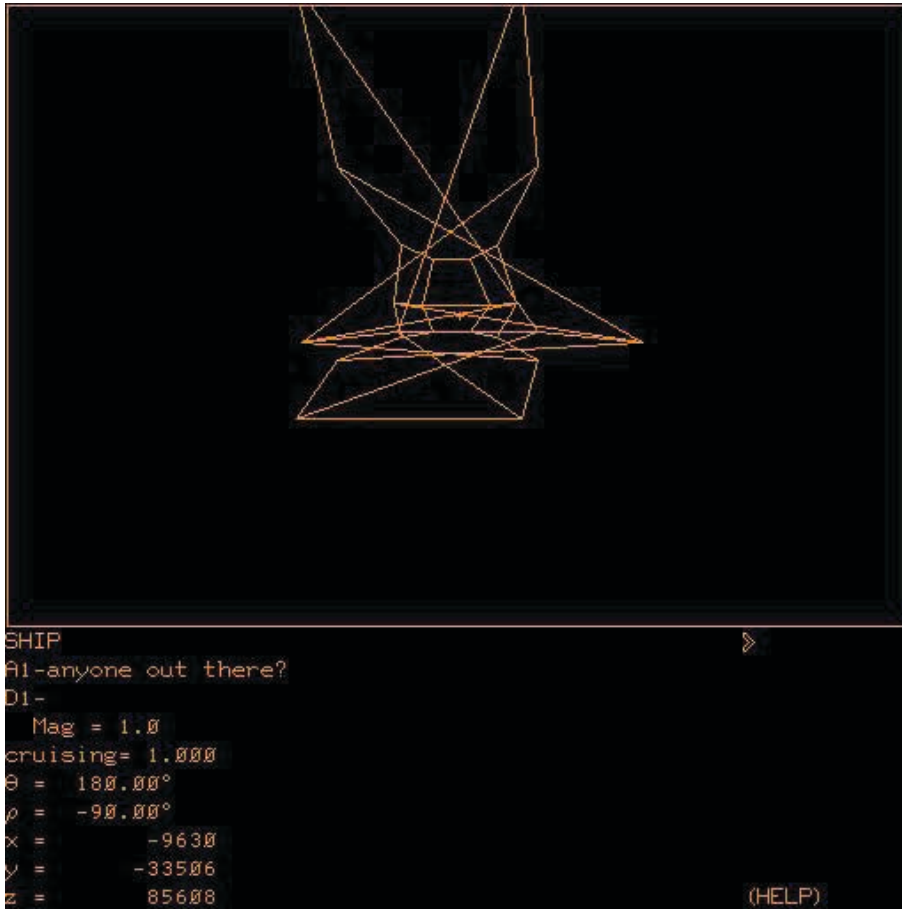 SHIP
A1-anyone out there?
D1-
Mag = 1.0
cruising= 1.000
θ = 180.00°
ρ = -90.00°
x = -9630
y = -33506
z = 85608 (HELP)